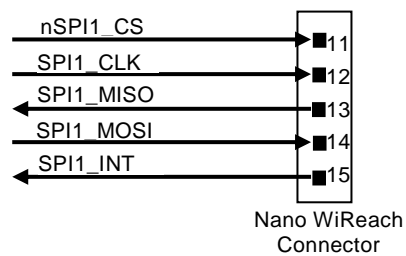 nSPI1_CS
11
SPI1_CLK
12
SPI1_MISO
13
SPI1_MOSI
14
SPI1_INT
15
Nano WiReach
Connector